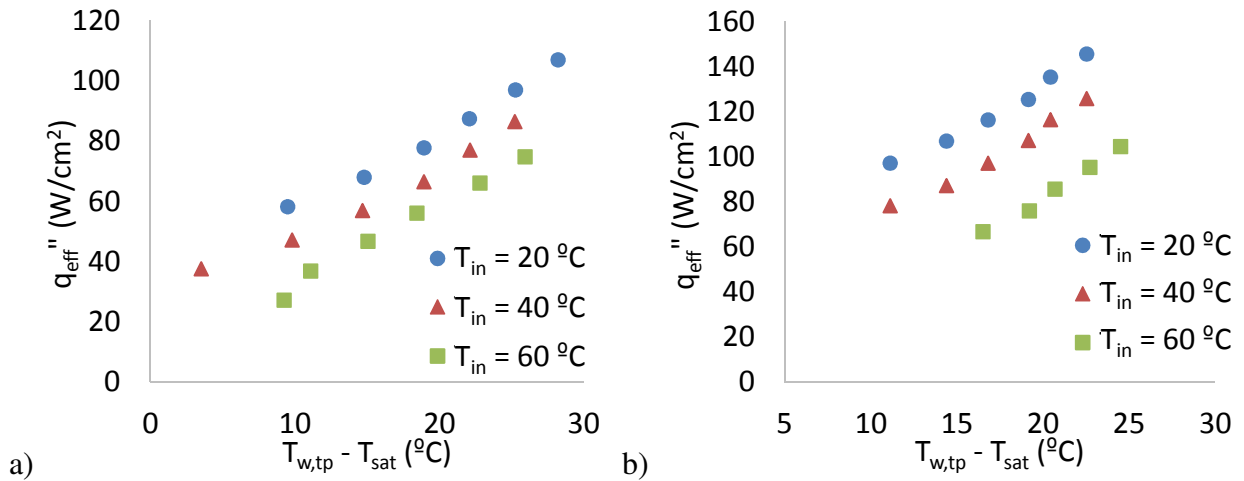 120
100
80
60
40
20
0
q_eff" (W/cm²)
T_in = 20 ºC
T_in = 40 ºC
T_in = 60 ºC
0 10 20 30
T_w,tp - T_sat (ºC)
a)
160
140
120
100
80
60
40
20
0
q_eff" (W/cm²)
T_in = 20 ºC
T_in = 40 ºC
T_in = 60 ºC
5 10 15 20 25 30
T_w,tp - T_sat (ºC)
b)